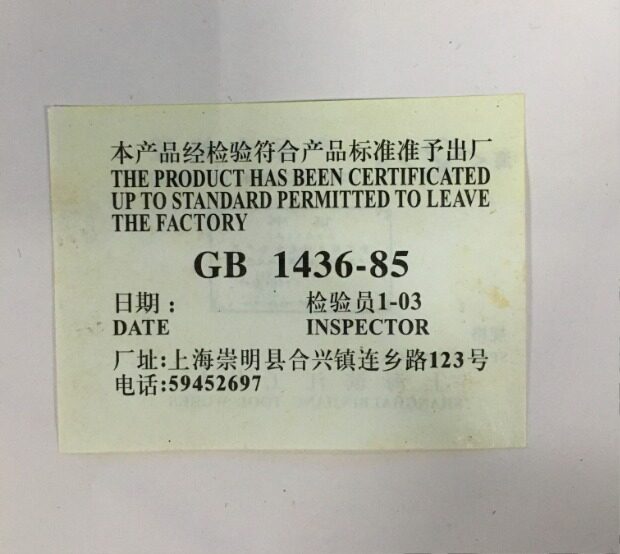 本产品经检验符合产品标准准予出厂
THE PRODUCT HAS BEEN CERTIFICATED
UP TO STANDARD PERMITTED TO LEAVE
THE FACTORY
GB 1436-85
日期： 检验员1-03
DATE INSPECTOR
厂址:上海崇明县合兴镇连乡路123号
电话:59452697